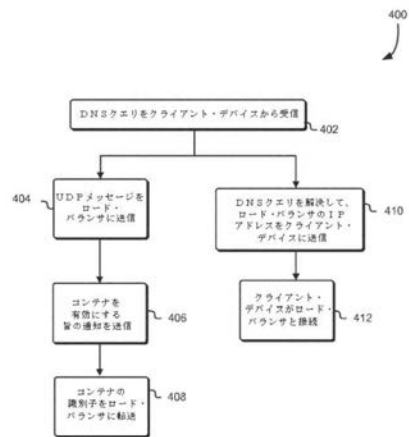 400
DNSクエリをクライアント・デバイスから受信
402
404
UDPメッセージを
ロード・
バランサに送信
DNSクエリを解決して、
ロード・バランサのIP
アドレスをクライアント・
デバイスに送信
410
コンテナを
有効にする
旨の通知を送信
406
クライアント・
デバイスがロード・
バランサと接続
412
コンテナの
識別子をロード・
バランサに転送
408